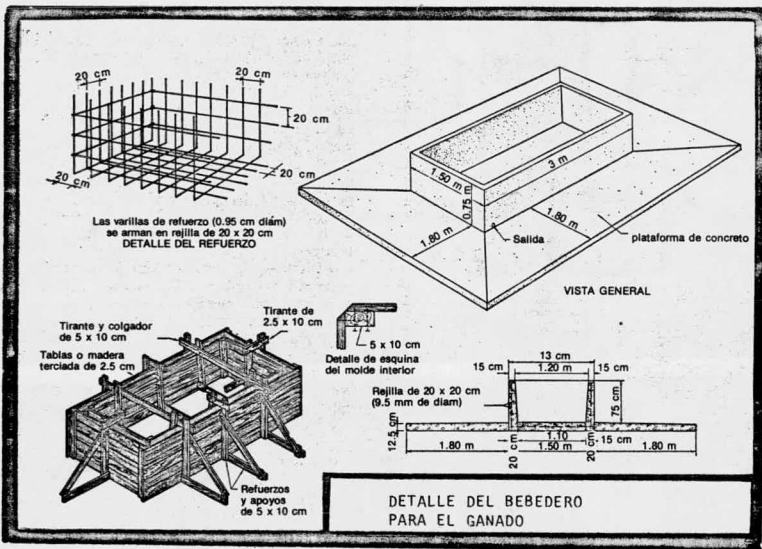 20 cm
20 cm
20 cm
20 cm
20 cm
Las varillas de refuerzo (0.95 cm diám)
se arman en rejilla de 20 x 20 cm
DETALLE DEL REFUERZO
1.50 m
3 m
0.75 m
1.80 m
1.80 m
Salida
plataforma de concreto
VISTA GENERAL
Tirante y colgador
de 5 x 10 cm
Tirante de
2.5 x 10 cm
Tablas o madera
terciada de 2.5 cm
5 x 10 cm
Detalle de esquina
del molde interior
Refuerzos
y apoyos
de 5 x 10 cm
13 cm
15 cm
1.20 m
15 cm
Rejilla de 20 x 20 cm
(9.5 mm de diam)
75 cm
12.5 cm
1.10
15 cm
1.80 m
20 cm
1.50 m
20 cm
1.80 m
DETALLE DEL BEBEDERO
PARA EL GANADO